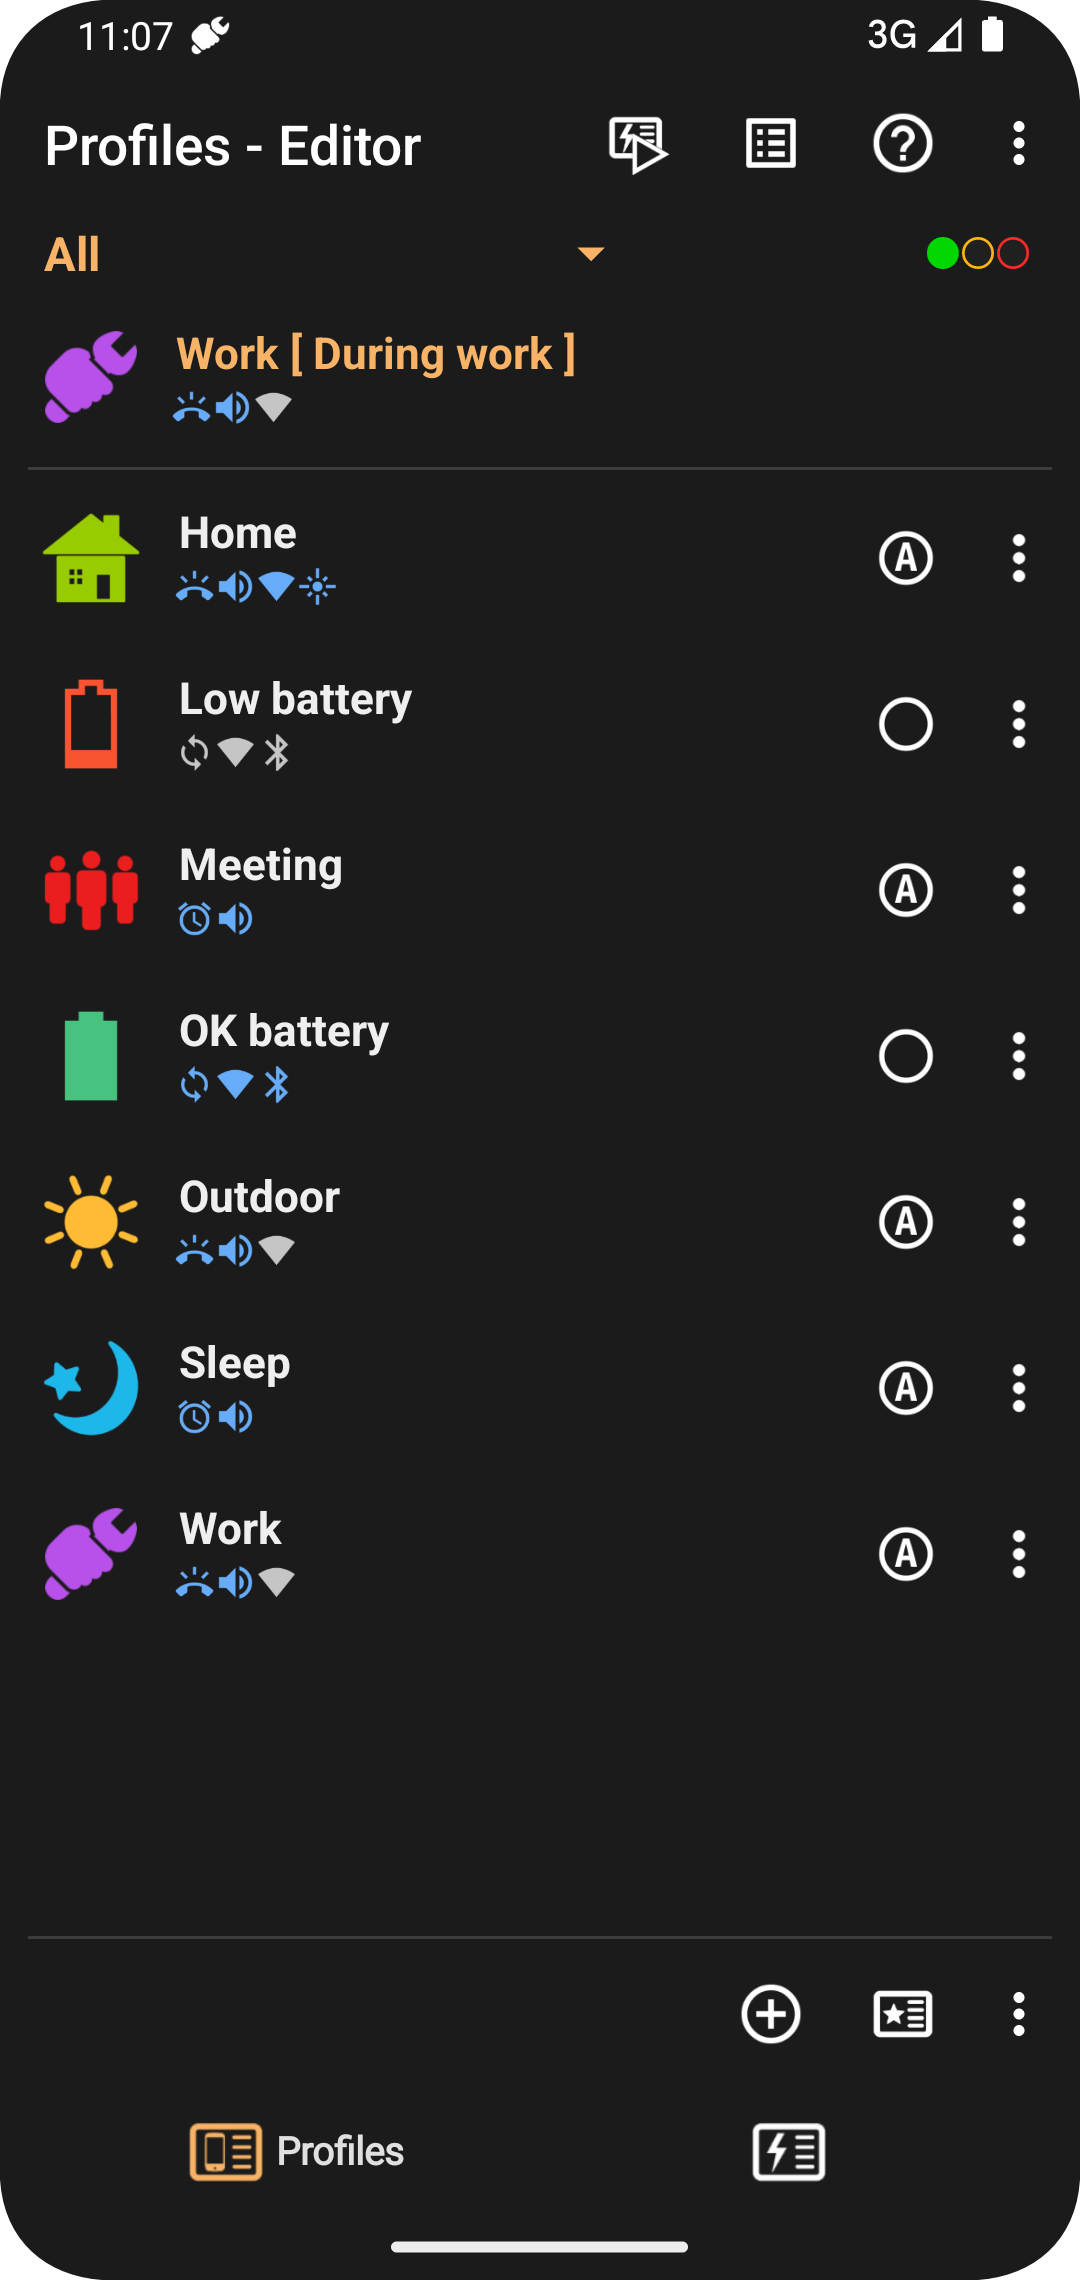 11:07
3G
Profiles - Editor
All
Work [ During work ]
Home
A
Low battery
Meeting
A
OK battery
Outdoor
A
Sleep
A
Work
A
Profiles